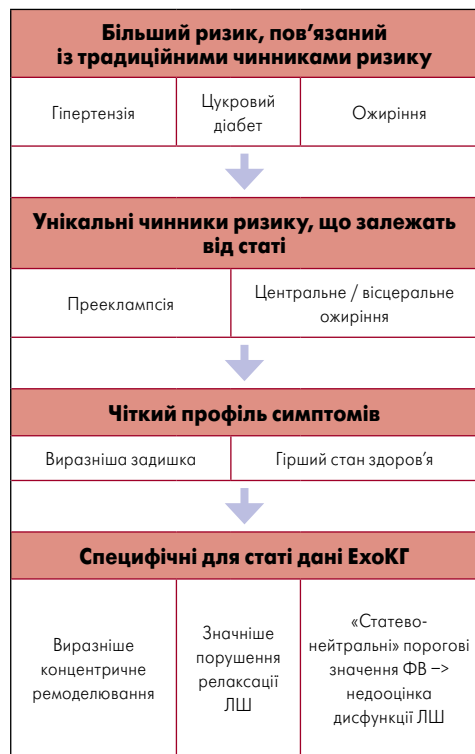 Більший ризик, пов’язаний
із традиційними чинниками ризику
Гіпертензія
Цукровий
діабет
Ожиріння
Унікальні чинники ризику, що залежать
від статі
Прееклампсія
Центральне / вісцеральне
ожиріння
Чіткий профіль симптомів
Виразніша задишка
Гірший стан здоров’я
Специфічні для статі дані ЕхоКГ
Виразніше
концентричне
ремоделювання
Значніше
порушення
релаксації
ЛШ
«Статево-
нейтральні» порогові
значення ФВ –>
недооцінка
дисфункції ЛШ